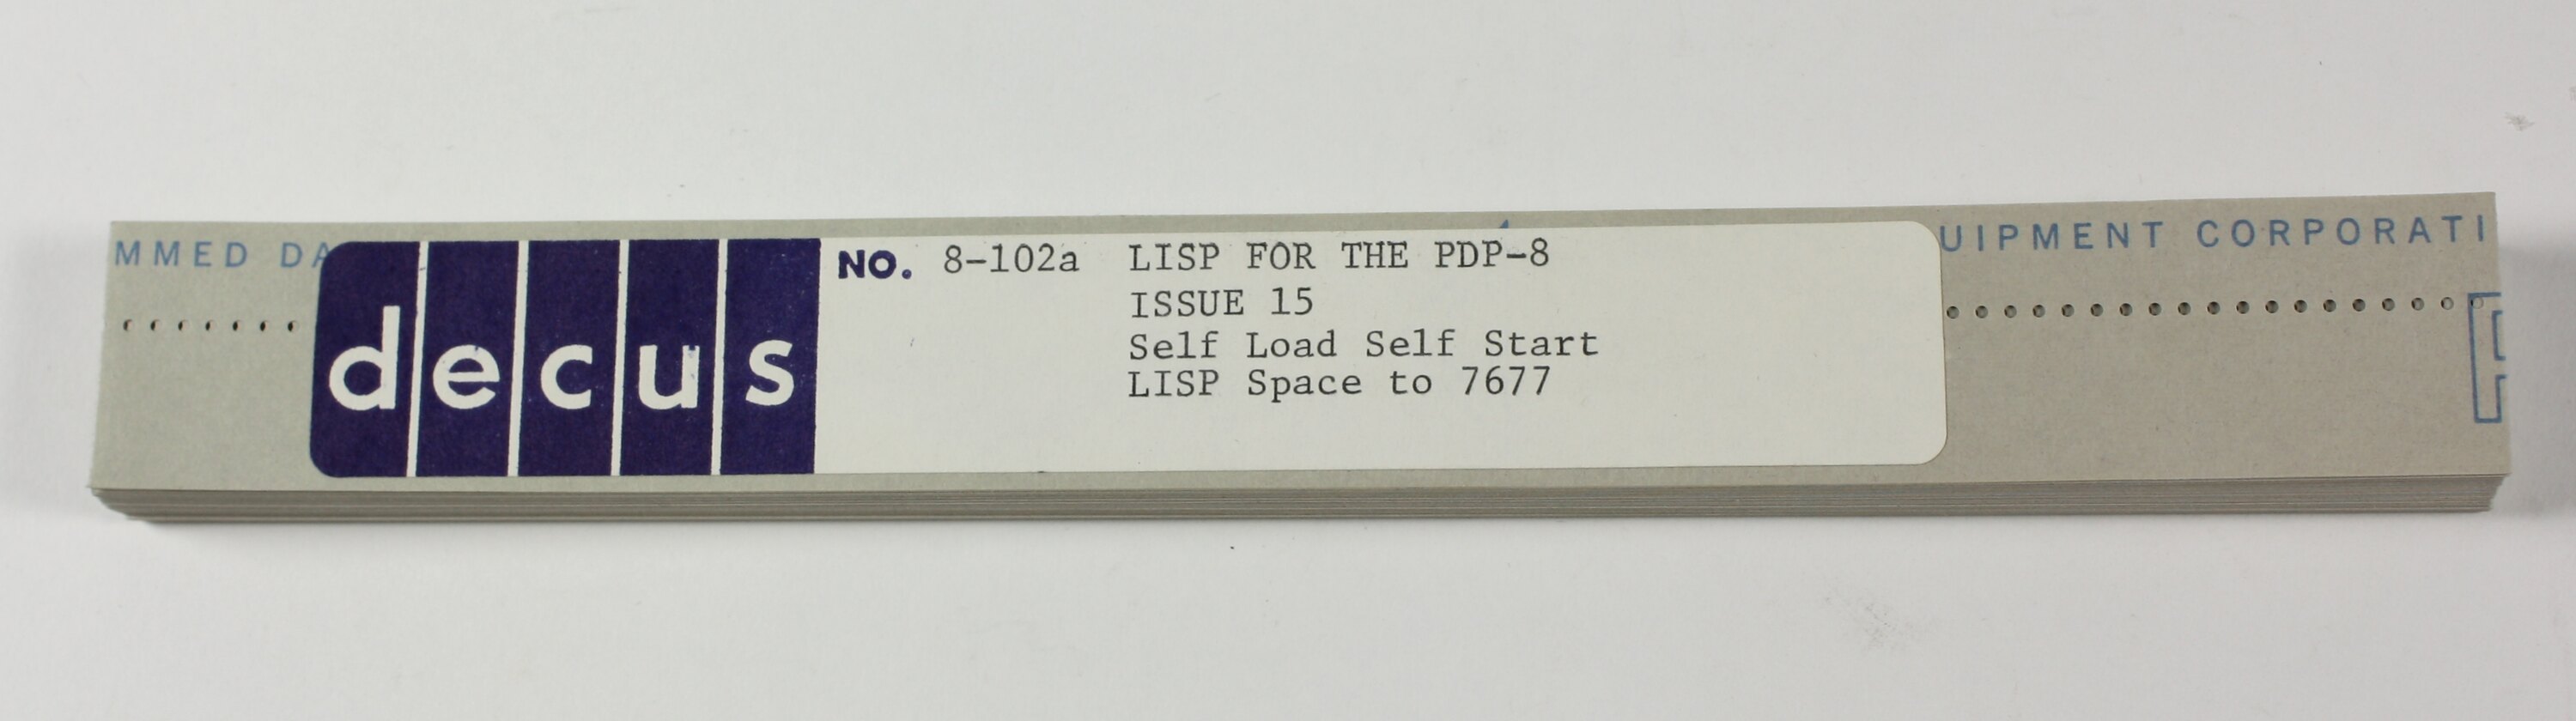 MMED DA
UIPMENT CORPORATI
decus
NO. 8-102a LISP FOR THE PDP-8
ISSUE 15
Self Load Self Start
LISP Space to 7677